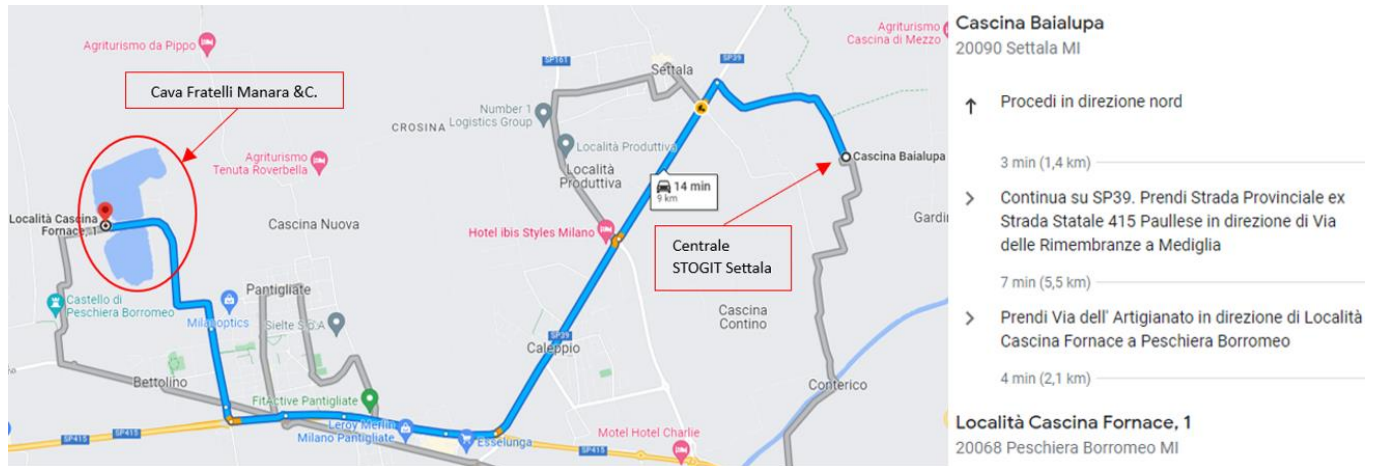 Agriturismo da Pippo
Cava Fratelli Manara &C.
CROSINA
Number 1
Logistics Group
SP161
SP39
Settala
Agriturismo
Cascina di Mezzo
Località Produttiva
Località
Produttiva
Agriturismo
Tenuta Roverbella
Cascina Baialupa
14 min
9 km
Località Cascina
Fornace, 1
Cascina Nuova
Hotel ibis Styles Milano
Gardin
Centrale
STOGIT Settala
Castello di
Peschiera Borromeo
Pantigliate
Milanoptics
Sielte S.p.A
Cascina
Contino
SP39
Caleppio
Bettolino
Conterico
FitActive Pantigliate
Leroy Merlin
Milano Pantigliate
Esselunga
Motel Hotel Charlie
SP415
SP415
SP415
Cascina Baialupa
20090 Settala MI
Procedi in direzione nord
3 min (1,4 km)
Continua su SP39. Prendi Strada Provinciale ex
Strada Statale 415 Paullese in direzione di Via
delle Rimembranze a Mediglia
7 min (5,5 km)
Prendi Via dell' Artigianato in direzione di Località
Cascina Fornace a Peschiera Borromeo
4 min (2,1 km)
Località Cascina Fornace, 1
20068 Peschiera Borromeo MI